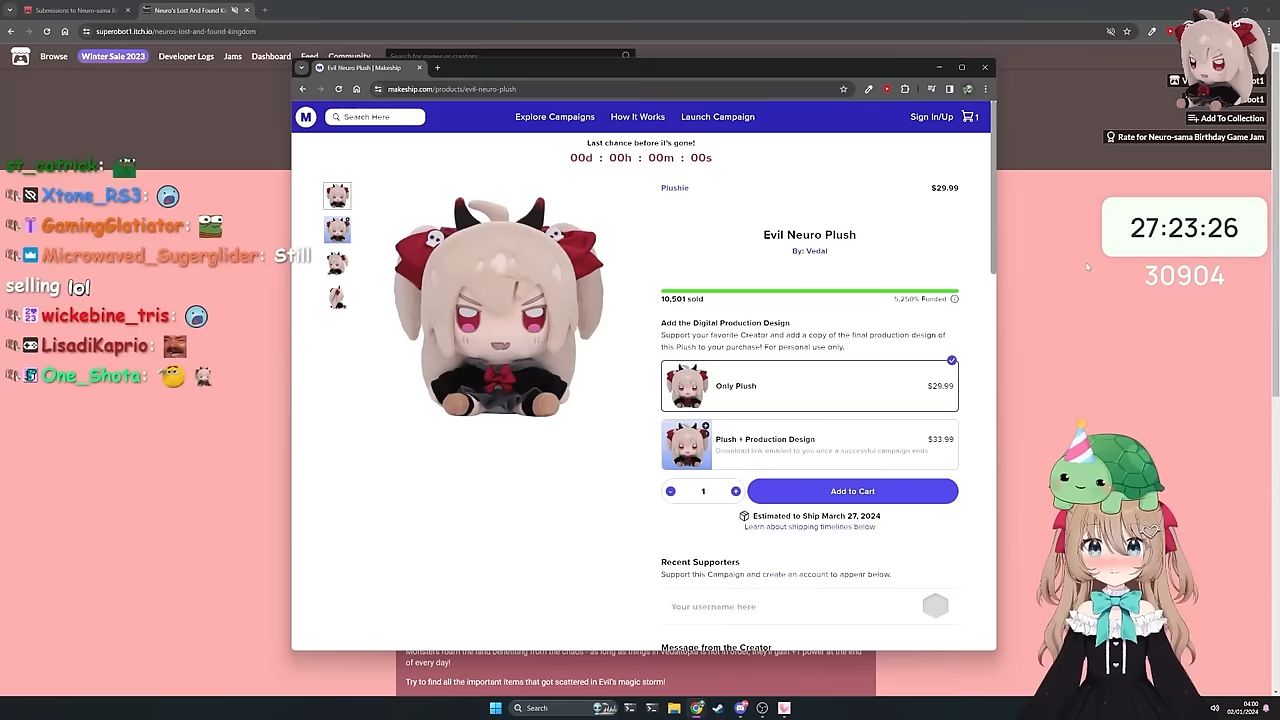 Submissions to Neuro-sama B
Neuro's Lost And Found Ki
superobot1.itch.io/neuros-lost-and-found-kingdom
Browse
Winter Sale 2023
Developer Logs
Jams
Dashboard
Feed
Community
Search for games or creators
Add To Collection
Rate for Neuro-sama Birthday Game Jam
Evil Neuro Plush | Makeship
makeship.com/products/evil-neuro-plush
M
Search Here
Explore Campaigns
How It Works
Launch Campaign
Sign In/Up
1
Last chance before it's gone!
00d : 00h : 00m : 00s
Plushie
$29.99
Evil Neuro Plush
By: Vedal
10,501 sold
5,250% Funded
Add the Digital Production Design
Support your favorite Creator and add a copy of the final production design of
this Plush to your purchase! For personal use only.
Only Plush
$29.99
Plush + Production Design
$33.99
Download link emailed to you once a successful campaign ends
- 1 +
Add to Cart
Estimated to Ship March 27, 2024
Learn about shipping timelines below
Recent Supporters
Support this Campaign and create an account to appear below.
Your username here
Message from the Creator
st_catrick:
Xtone_RS3:
GamingGlatiator:
Microwaved_Sugerglider: Still
selling lol
wickebine_tris:
LisadiKaprio:
One_Shota:
27:23:26
30904
Monsters roam the land benefiting from the chaos - as long as things in Vedaltopia is not in order, they'll gain +1 power at the end
of every day!
Try to find all the important items that got scattered in Evil's magic storm!
Search
04:00
02/01/2024